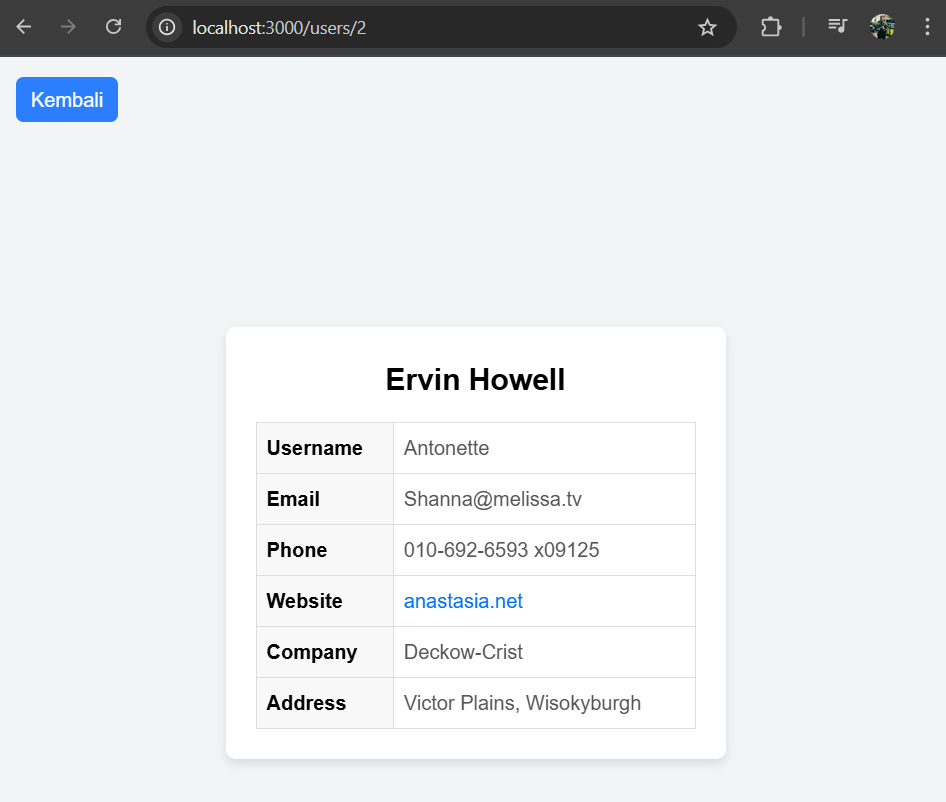 localhost:3000/users/2
Kembali
Ervin Howell
Username Antonette
Email Shanna@melissa.tv
Phone 010-692-6593 x09125
Website anastasia.net
Company Deckow-Crist
Address Victor Plains, Wisokyburgh